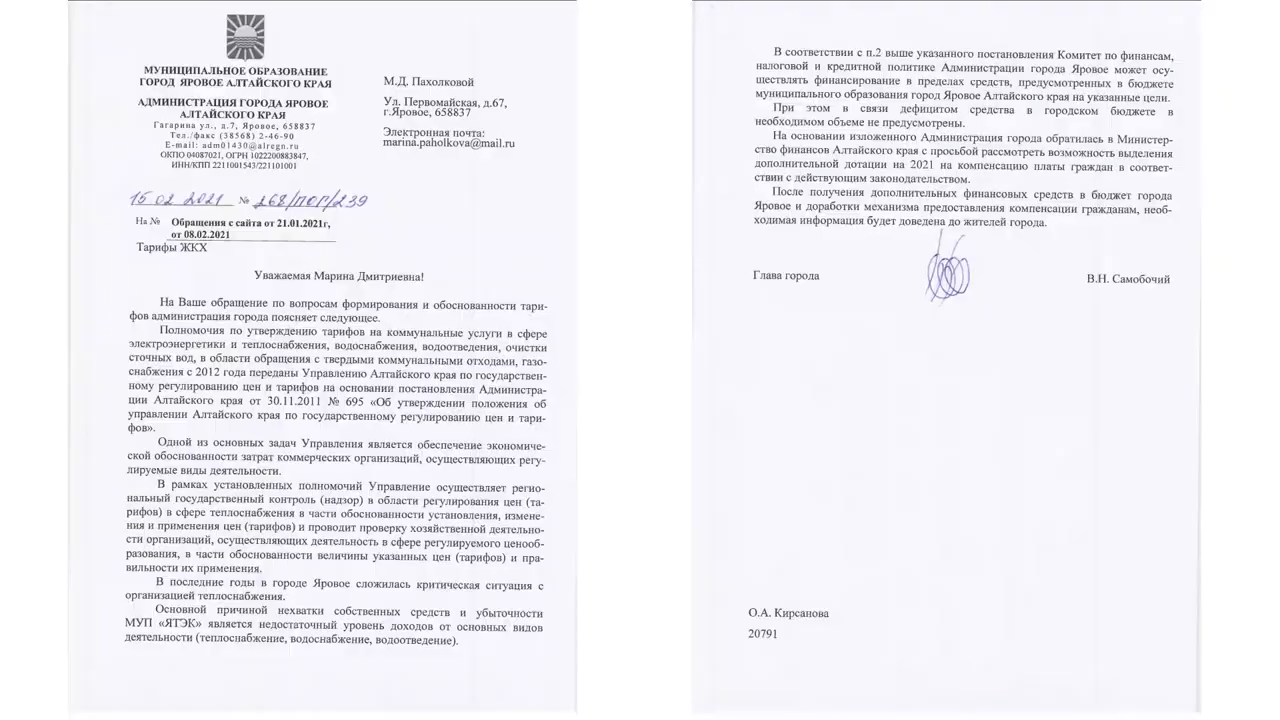 МУНИЦИПАЛЬНОЕ ОБРАЗОВАНИЕ
ГОРОД ЯРОВОЕ АЛТАЙСКОГО КРАЯ
АДМИНИСТРАЦИЯ ГОРОДА ЯРОВОЕ
АЛТАЙСКОГО КРАЯ
Гагарина ул., д.7, Яровое, 658837
Тел./факс (38568) 2-46-90
E-mail: adm01430@alregn.ru
ОКПО 04087021, ОГРН 1022200883847,
ИНН/КПП 2211001543/221101001
М.Д. Пахолковой
Ул. Первомайская, д.67,
г.Яровое, 658837
Электронная почта:
marina.paholkova@mail.ru
15 02 2021 № 268/ПОГ/239
На № Обращения с сайта от 21.01.2021г,
от 08.02.2021
Тарифы ЖКХ
Уважаемая Марина Дмитриевна!
На Ваше обращение по вопросам формирования и обоснованности тари-
фов администрация города поясняет следующее.
Полномочия по утверждению тарифов на коммунальные услуги в сфере
электроэнергетики и теплоснабжения, водоснабжения, водоотведения, очистки
сточных вод, в области обращения с твердыми коммунальными отходами, газо-
снабжения с 2012 года переданы Управлению Алтайского края по государствен-
ному регулированию цен и тарифов на основании постановления Администра-
ции Алтайского края от 30.11.2011 № 695 «Об утверждении положения об
управлении Алтайского края по государственному регулированию цен и тари-
фов».
Одной из основных задач Управления является обеспечение экономиче-
ской обоснованности затрат коммерческих организаций, осуществляющих регу-
лируемые виды деятельности.
В рамках установленных полномочий Управление осуществляет регио-
нальный государственный контроль (надзор) в области регулирования цен (та-
рифов) в сфере теплоснабжения в части обоснованности установления, измене-
ния и применения цен (тарифов) и проводит проверку хозяйственной деятельно-
сти организаций, осуществляющих деятельность в сфере регулируемого ценооб-
разования, в части обоснованности величины указанных цен (тарифов) и пра-
вильности их применения.
В последние годы в городе Яровое сложилась критическая ситуация с
организацией теплоснабжения.
Основной причиной нехватки собственных средств и убыточности
МУП «ЯТЭК» является недостаточный уровень доходов от основных видов
деятельности (теплоснабжение, водоснабжение, водоотведение).
В соответствии с п.2 выше указанного постановления Комитет по финансам,
налоговой и кредитной политике Администрации города Яровое может осу-
ществлять финансирование в пределах средств, предусмотренных в бюджете
муниципального образования город Яровое Алтайского края на указанные цели.
При этом в связи дефицитом средства в городском бюджете в
необходимом объеме не предусмотрены.
На основании изложенного Администрация города обратилась в Министер-
ство финансов Алтайского края с просьбой рассмотреть возможность выделения
дополнительной дотации на 2021 на компенсацию платы граждан в соответ-
ствии с действующим законодательством.
После получения дополнительных финансовых средств в бюджет города
Яровое и доработки механизма предоставления компенсации гражданам, необ-
ходимая информация будет доведена до жителей города.
Глава города
В.Н. Самобочий
О.А. Кирсанова
20791